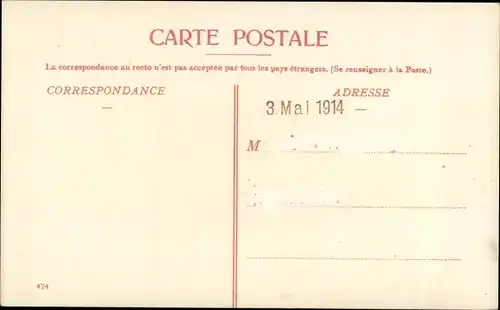 CARTE POSTALE
La correspondance au recto n'est pas acceptée par tous les pays étrangers. (Se renseigner à la Poste.)
CORRESPONDANCE
ADRESSE
3. Mai 1914 —
M
474